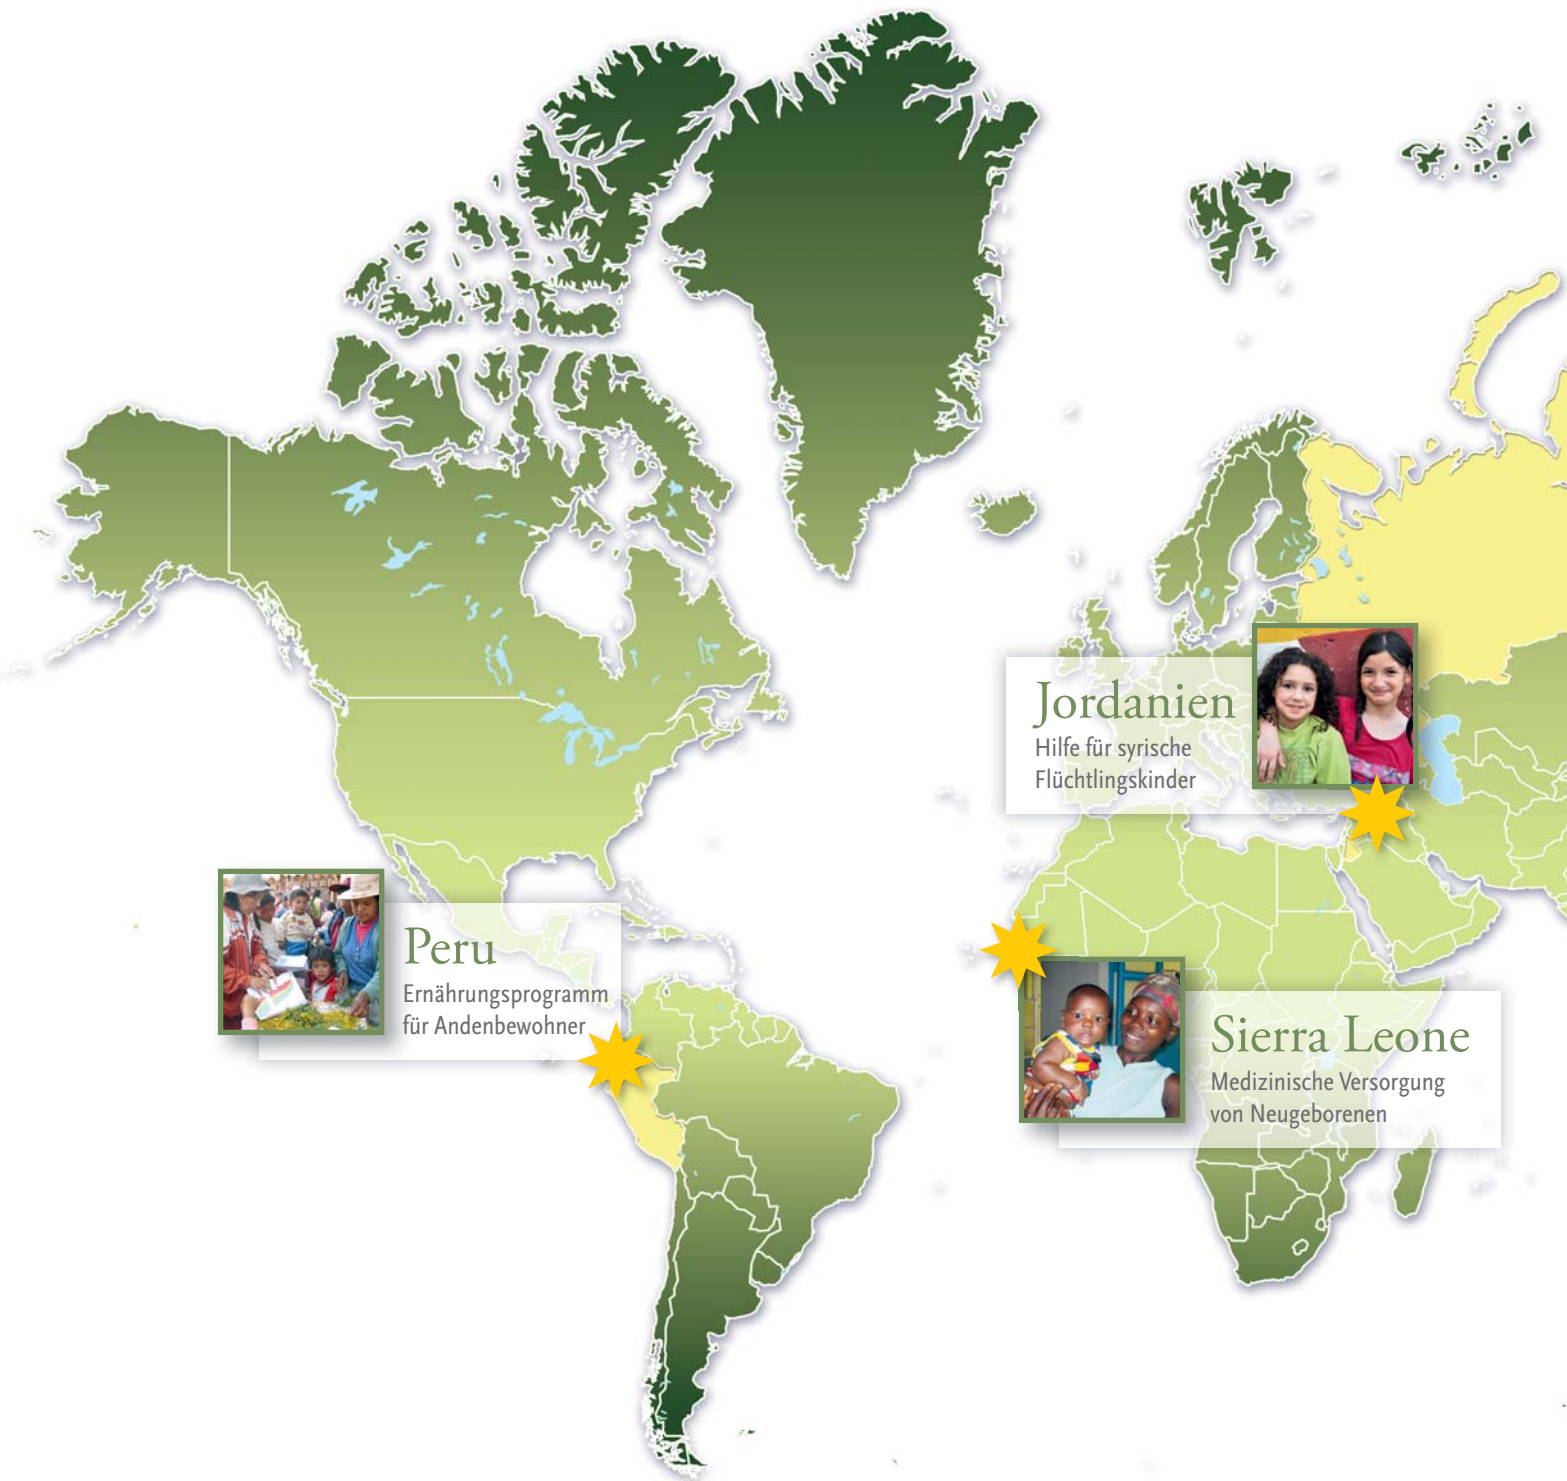 Jordanien
Hilfe für syrische
Flüchtlingskinder
Peru
Ernährungsprogramm
für Andenbewohner
Sierra Leone
Medizinische Versorgung
von Neugeborenen